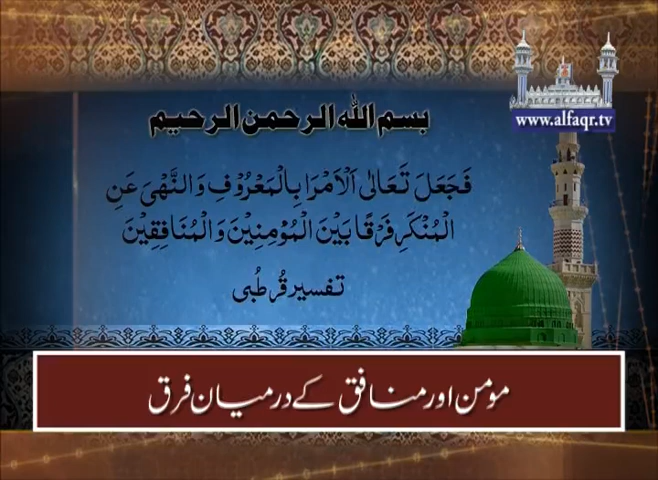 www.alfaqr.tv
بسم الله الرحمن الرحيم
فَجَعَلَ تَعَالٰی اَلْاَمْرَ بِالْمَعْرُوْفِ وَ النَّهْیَ عَنِ
الْمُنْكَرِ فَرْقًا بَيْنَ الْمُؤْمِنِيْنَ وَ الْمُنَافِقِيْنَ
تفسیر قُرطُبی
مومن اور منافق کے درمیان فرق